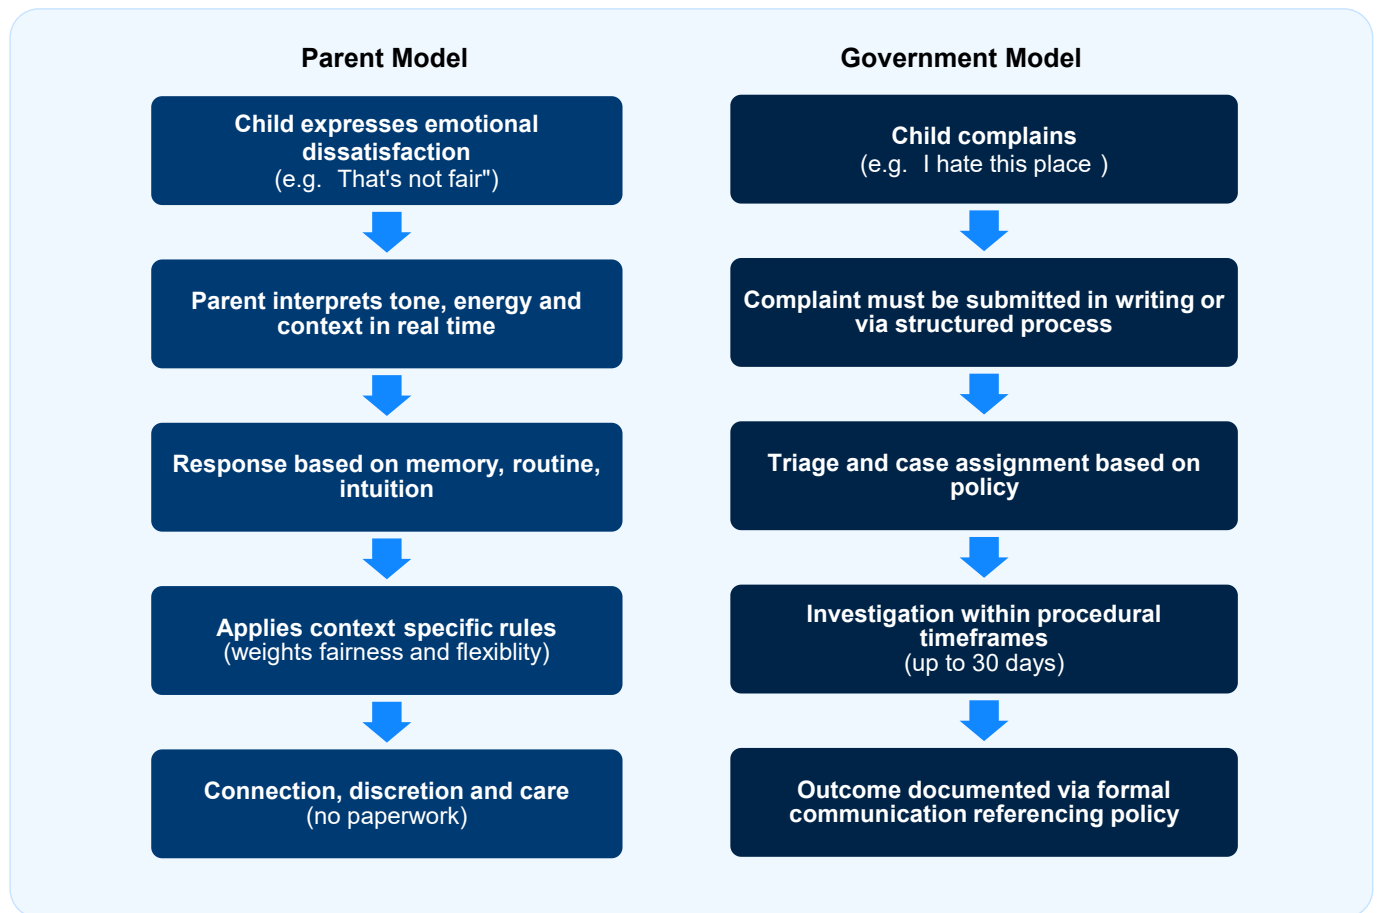 Parent Model
Child expresses emotional
dissatisfaction
(e.g. That's not fair")
Parent interprets tone, energy and
context in real time
Response based on memory, routine,
intuition
Applies context specific rules
(weights fairness and flexiblity)
Connection, discretion and care
(no paperwork)
Government Model
Child complains
(e.g. I hate this place )
Complaint must be submitted in writing or
via structured process
Triage and case assignment based on
policy
Investigation within procedural
timeframes
(up to 30 days)
Outcome documented via formal
communication referencing policy